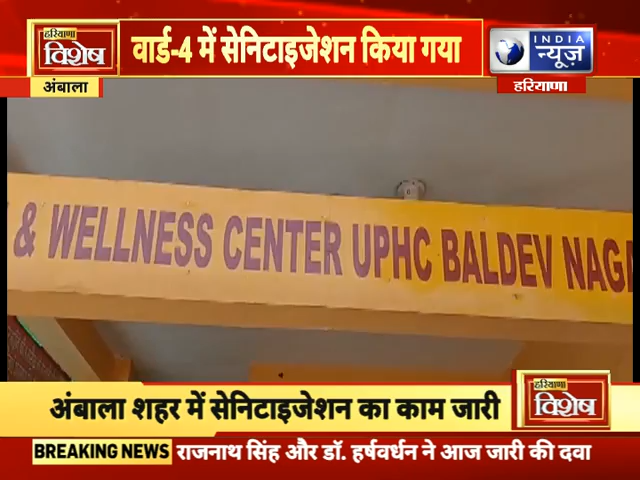 हरियाणा
विशेष
वार्ड-4 में सेनिटाइजेशन किया गया
INDIA
न्यूज़
अंबाला
हरियाणा
& WELLNESS CENTER UPHC BALDEV NAG
अंबाला शहर में सेनिटाइजेशन का काम जारी
हरियाणा
विशेष
BREAKING NEWS राजनाथ सिंह और डॉ. हर्षवर्धन ने आज जारी की दवा